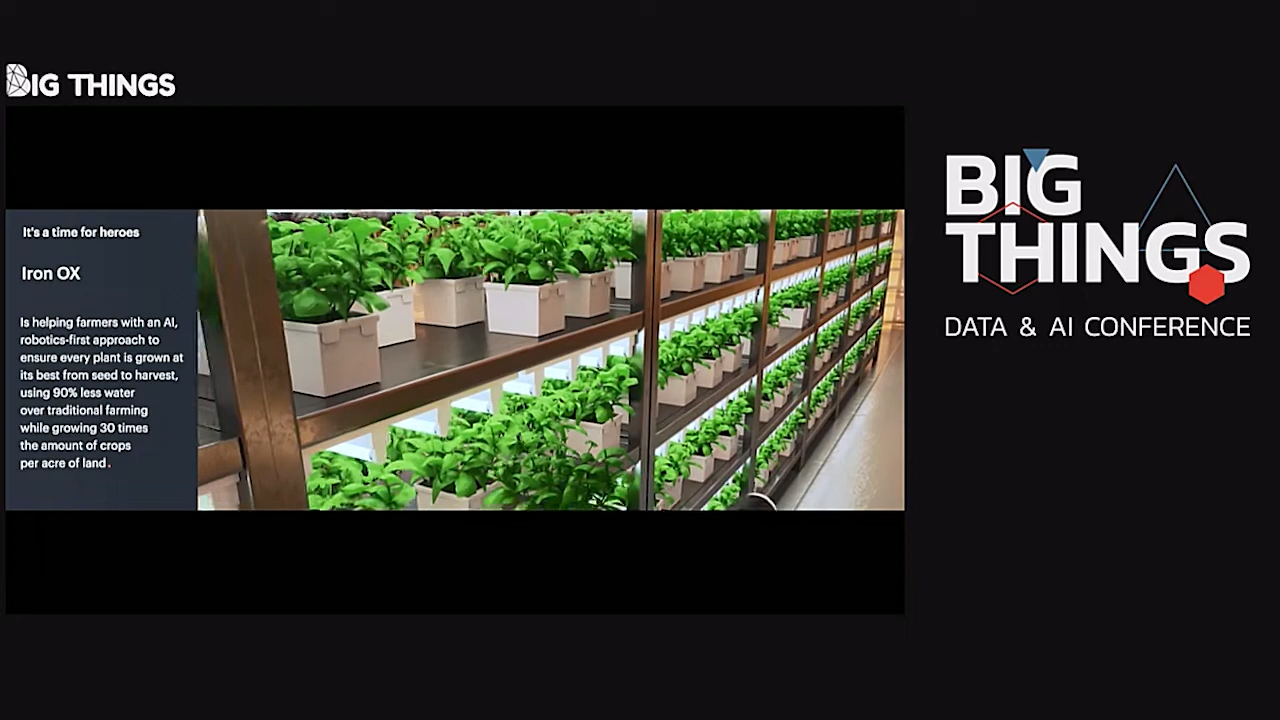 BIG THINGS
It's a time for heroes
Iron OX
Is helping farmers with an AI,
robotics-first approach to
ensure every plant is grown at
its best from seed to harvest,
using 90% less water
over traditional farming
while growing 30 times
the amount of crops
per acre of land.
BIG
THINGS
DATA & AI CONFERENCE